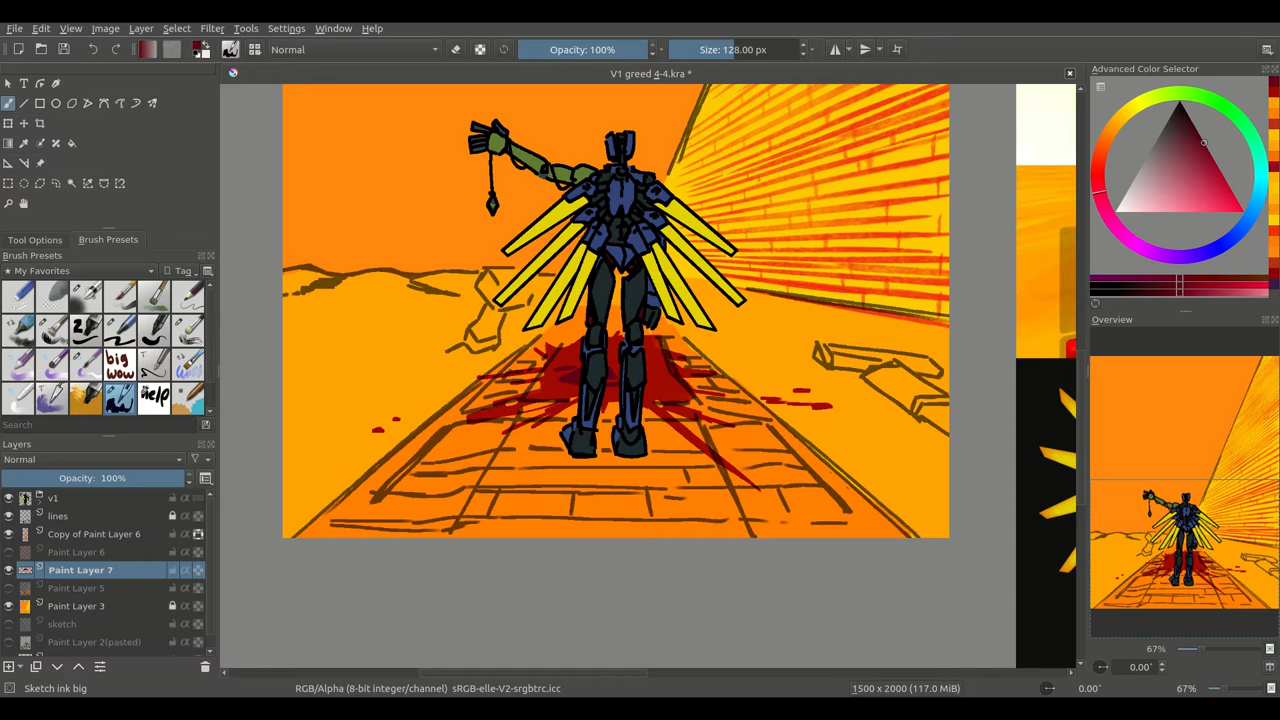 File Edit View Image Layer Select Filter Tools Settings Window Help
Normal Opacity: 100% Size: 128.00 px
V1 greed 4-4.kra *
Advanced Color Selector
Tool Options Brush Presets
Brush Presets
★ My Favorites Tag
big wow
help
Search
Layers
Normal
Opacity: 100%
v1
lines
Copy of Paint Layer 6
Paint Layer 6
Paint Layer 7
Paint Layer 5
Paint Layer 3
sketch
Paint Layer 2(pasted)
Overview
67%
0.00°
Sketch ink big RGB/Alpha (8-bit integer/channel) sRGB-elle-V2-srgbtrc.icc 1500 x 2000 (117.0 MiB) 0.00° 67%